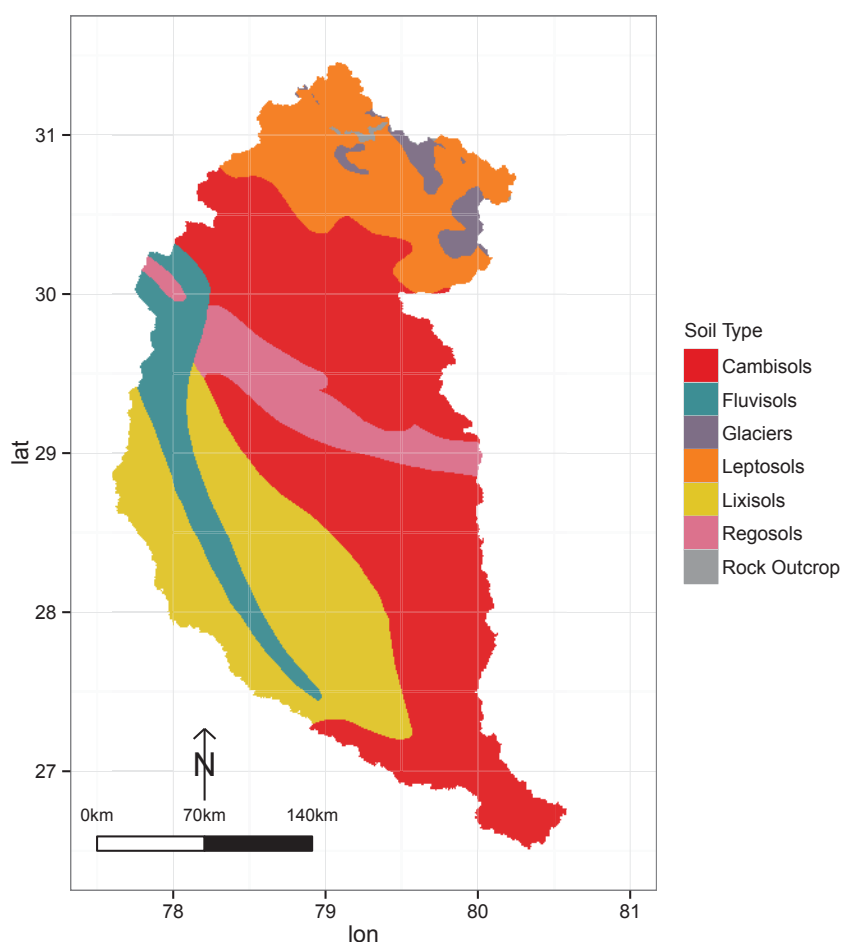 31
30
29
28
27
lat
N
0km 70km 140km
78 79 80 81
lon
Soil Type
Cambisols
Fluvisols
Glaciers
Leptosols
Lixisols
Regosols
Rock Outcrop